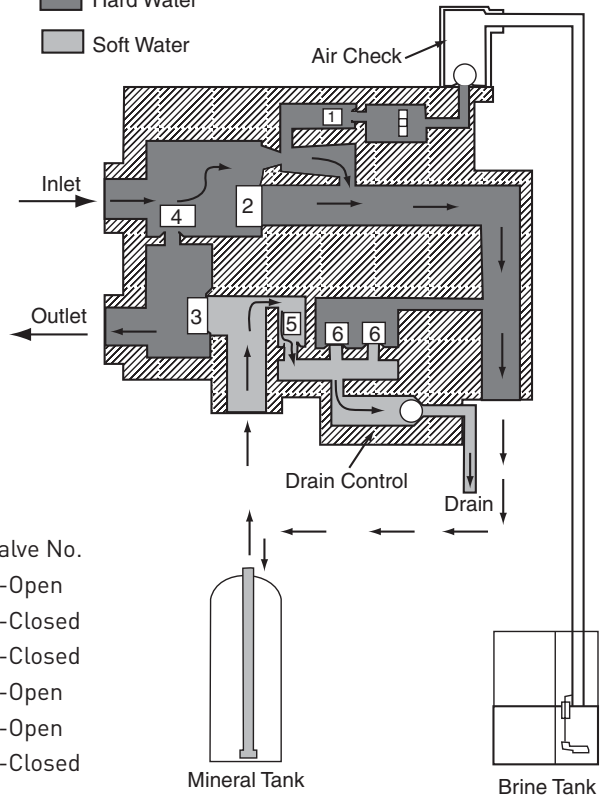 Hard Water
Soft Water
Air Check
1
Inlet
4
2
Outlet
3
5
6
6
Drain Control
Drain
alve No.
-Open
-Closed
-Closed
-Open
-Open
-Closed
Mineral Tank
Brine Tank